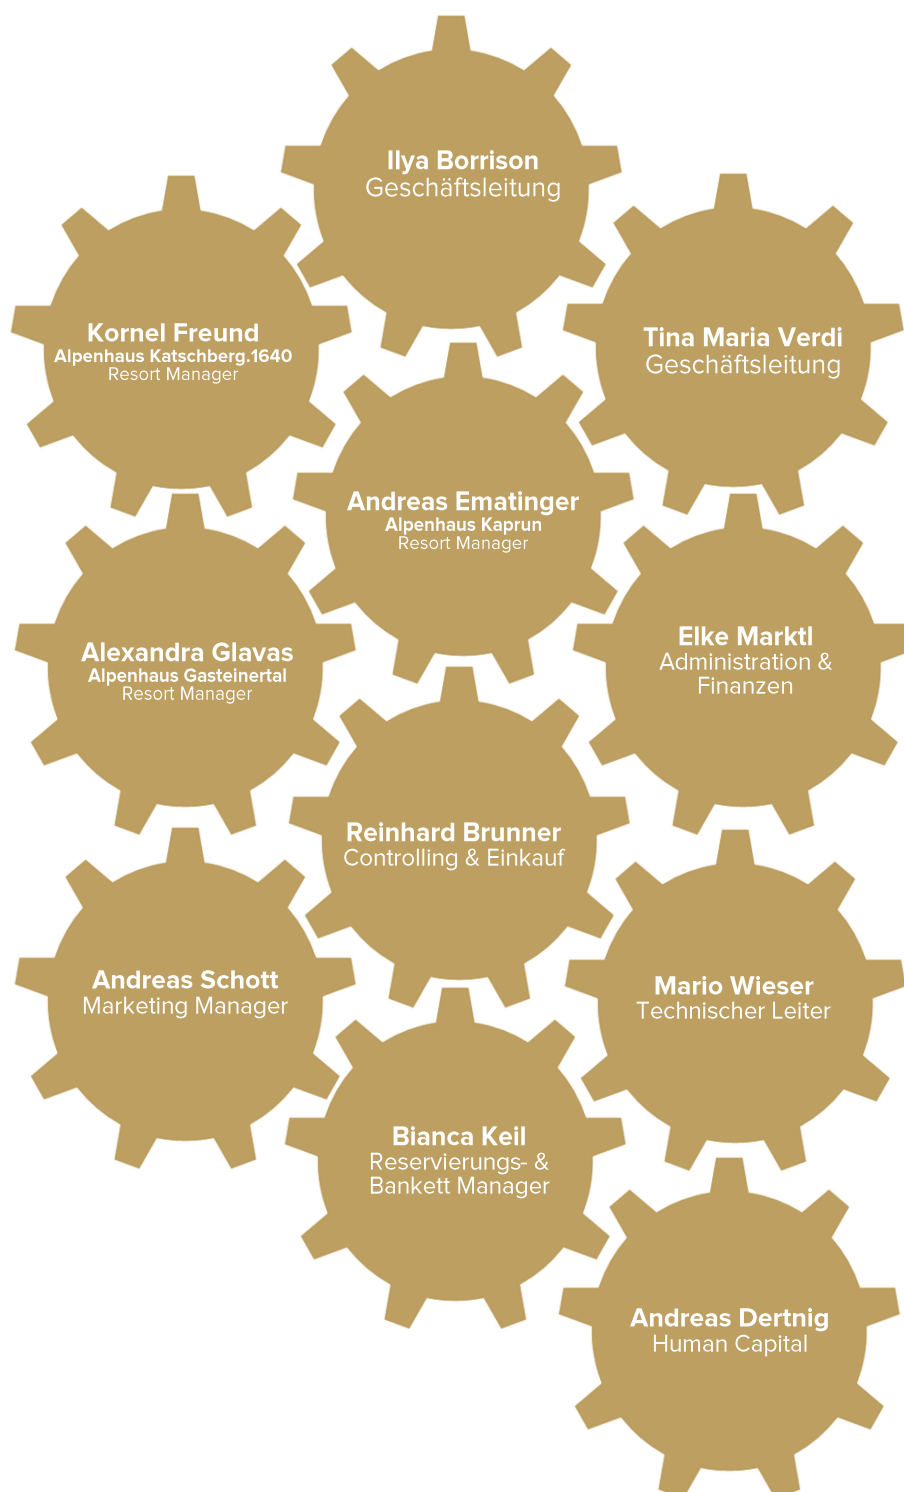 Ilya Borrison
Geschäftsleitung
Kornel Freund
Alpenhaus Katschberg.1640
Resort Manager
Tina Maria Verdi
Geschäftsleitung
Andreas Ematinger
Alpenhaus Kaprun
Resort Manager
Alexandra Glavas
Alpenhaus Gasteinertal
Resort Manager
Elke Marktl
Administration &
Finanzen
Reinhard Brunner
Controlling & Einkauf
Andreas Schott
Marketing Manager
Mario Wieser
Technischer Leiter
Bianca Keil
Reservierungs- &
Bankett Manager
Andreas Dertnig
Human Capital